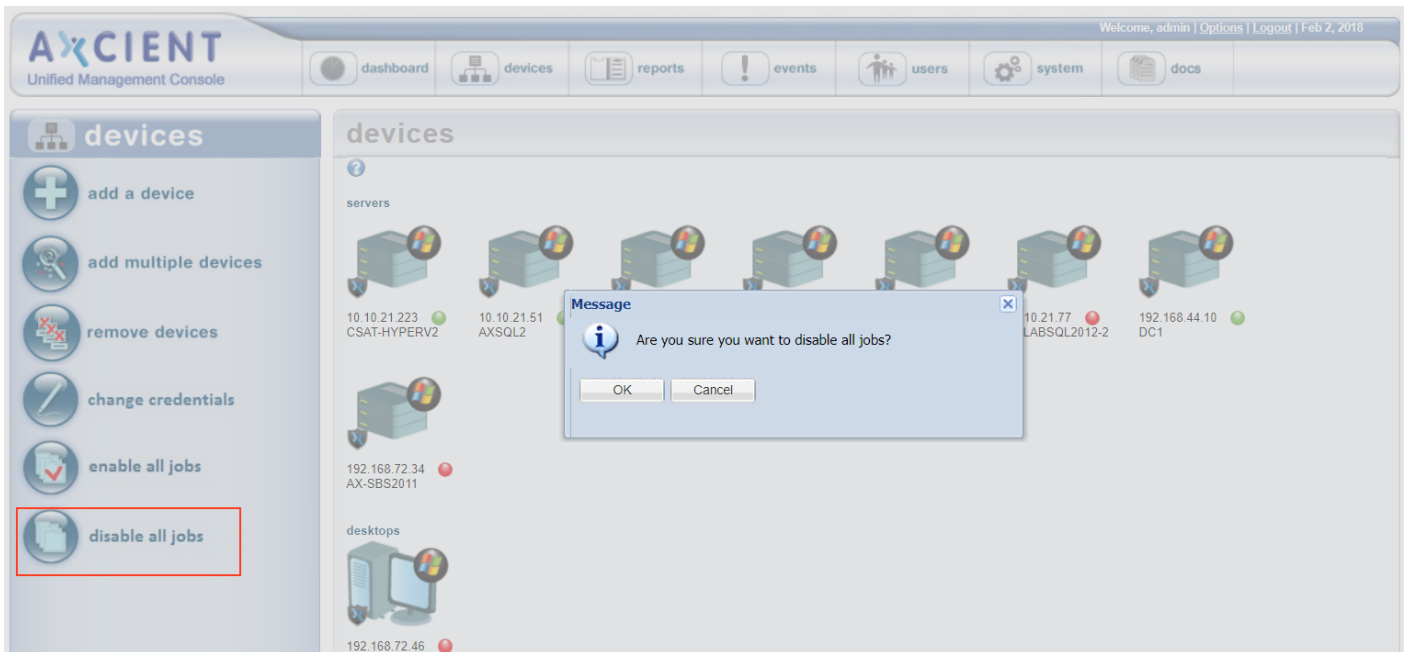 Welcome, admin | Options | Logout | Feb 2, 2018
AXCIENT
Unified Management Console
dashboard
devices
reports
events
users
system
docs
devices
add a device
add multiple devices
remove devices
change credentials
enable all jobs
disable all jobs
devices
servers
10.10.21.223
CSAT-HYPERV2
10.10.21.51
AXSQL2
10.21.77
LABSQL2012-2
192.168.44.10
DC1
Message
Are you sure you want to disable all jobs?
OK
Cancel
192.168.72.34
AX-SBS2011
desktops
192.168.72.46